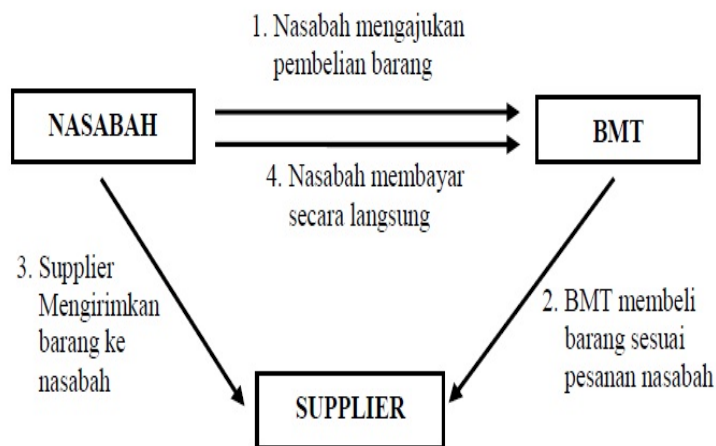 1. Nasabah mengajukan
pembelian barang
NASABAH
BMT
4. Nasabah membayar
secara langsung
3. Supplier
Mengirimkan
barang ke
nasabah
2. BMT membeli
barang sesuai
pesanan nasabah
SUPPLIER